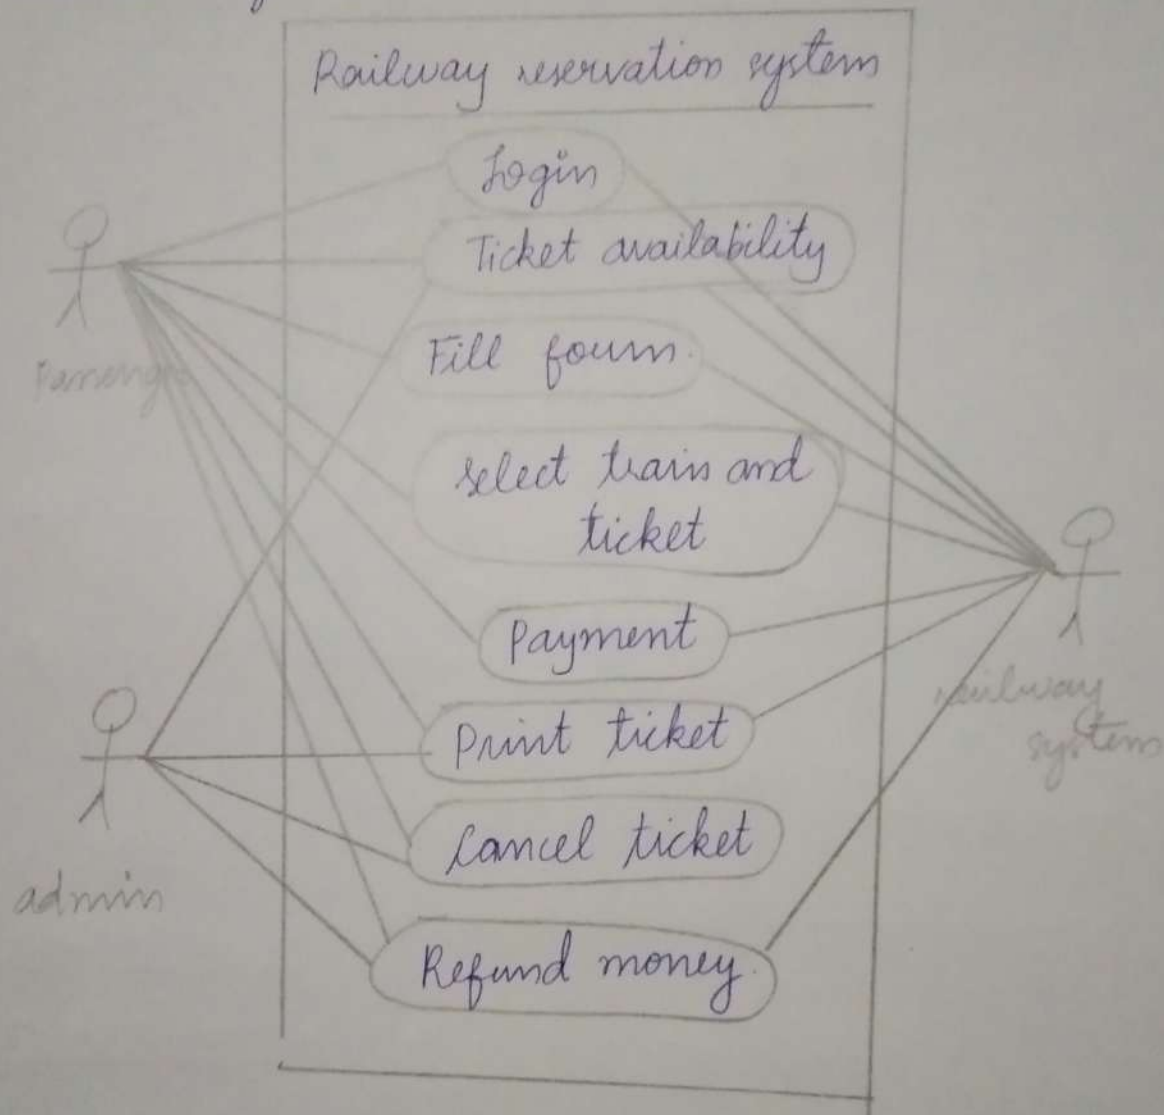 Railway reservation system
Login
Ticket availability
Fill form.
Select train and
ticket
Payment
Print ticket
Cancel ticket
Refund money.
Passenger
admin
railway
system